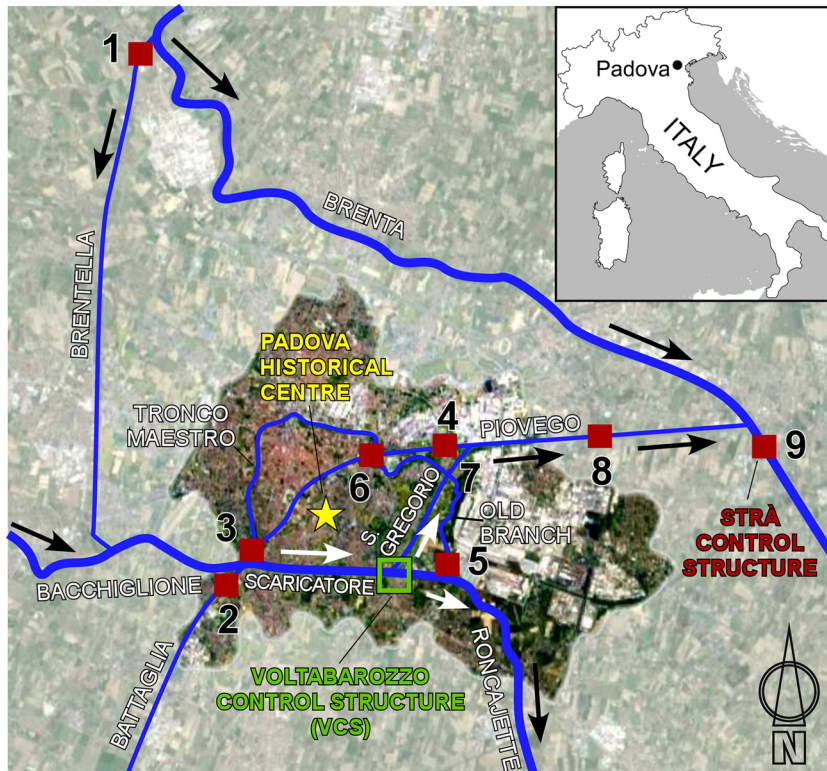 1
Padova
ITALY
BRENTA
BRENTELLA
PADOVA
HISTORICAL
CENTRE
TRONCO
MAESTRO
4
PIOVEGO
6
7
8
9
S.
GREGORIO
OLD
BRANCH
STRÀ
CONTROL
STRUCTURE
3
5
BACCHIGLIONE
SCARICATORE
2
BATTAGLIA
VOLTABAROZZO
CONTROL STRUCTURE
(VCS)
RONCAJETTE
N